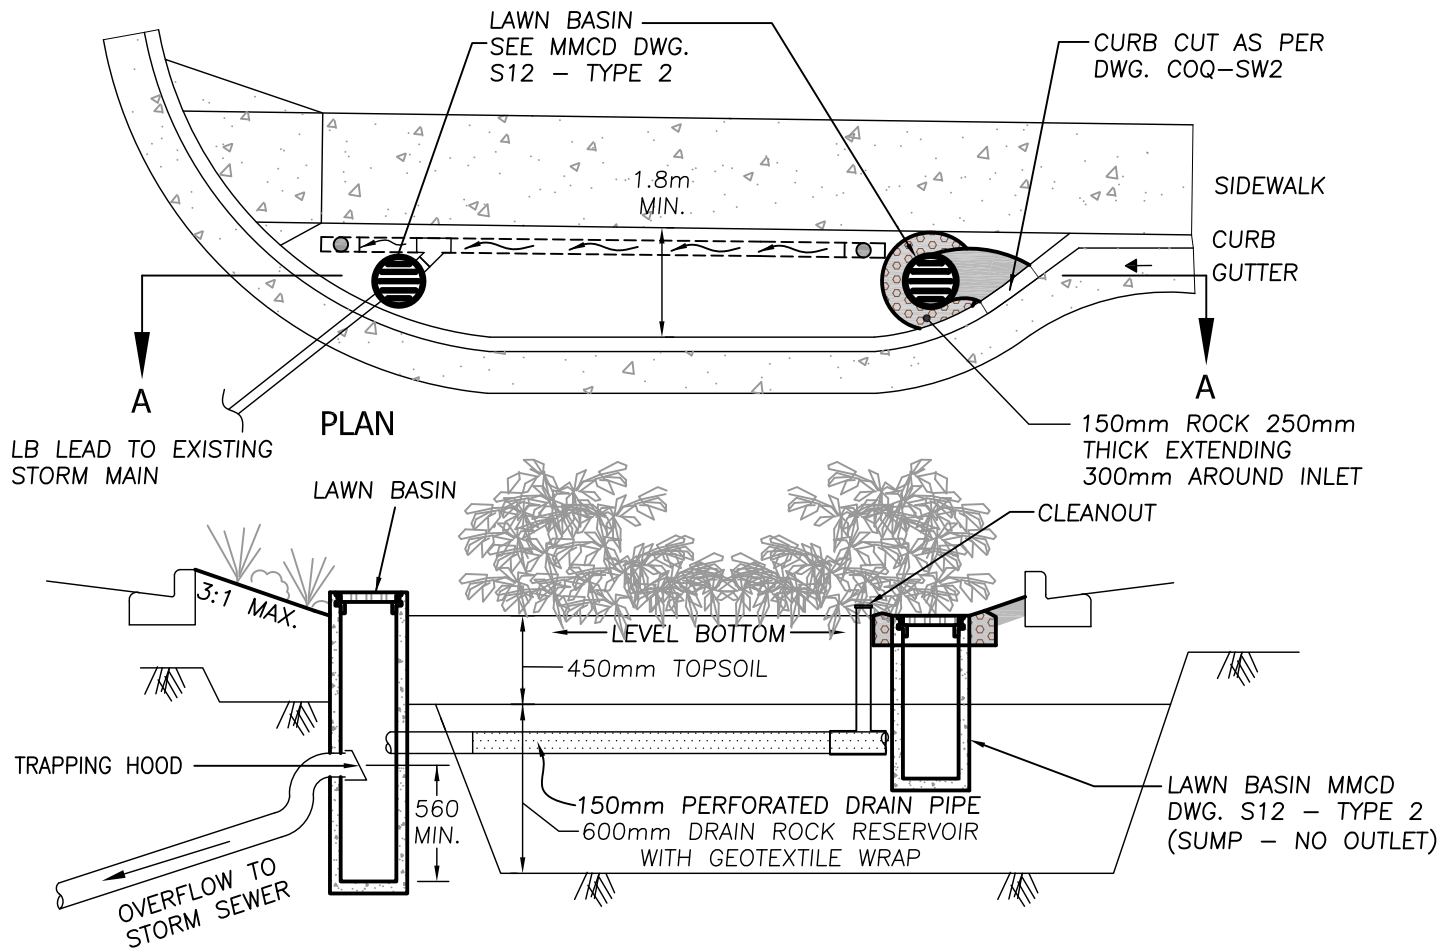 LAWN BASIN
SEE MMCD DWG.
S12 – TYPE 2
CURB CUT AS PER
DWG. COQ–SW2
1.8m
MIN.
SIDEWALK
CURB
GUTTER
A
A
PLAN
LB LEAD TO EXISTING
STORM MAIN
150mm ROCK 250mm
THICK EXTENDING
300mm AROUND INLET
LAWN BASIN
CLEANOUT
3:1 MAX.
LEVEL BOTTOM
450mm TOPSOIL
TRAPPING HOOD
560
MIN.
150mm PERFORATED DRAIN PIPE
600mm DRAIN ROCK RESERVOIR
WITH GEOTEXTILE WRAP
LAWN BASIN MMCD
DWG. S12 – TYPE 2
(SUMP – NO OUTLET)
OVERFLOW TO
STORM SEWER